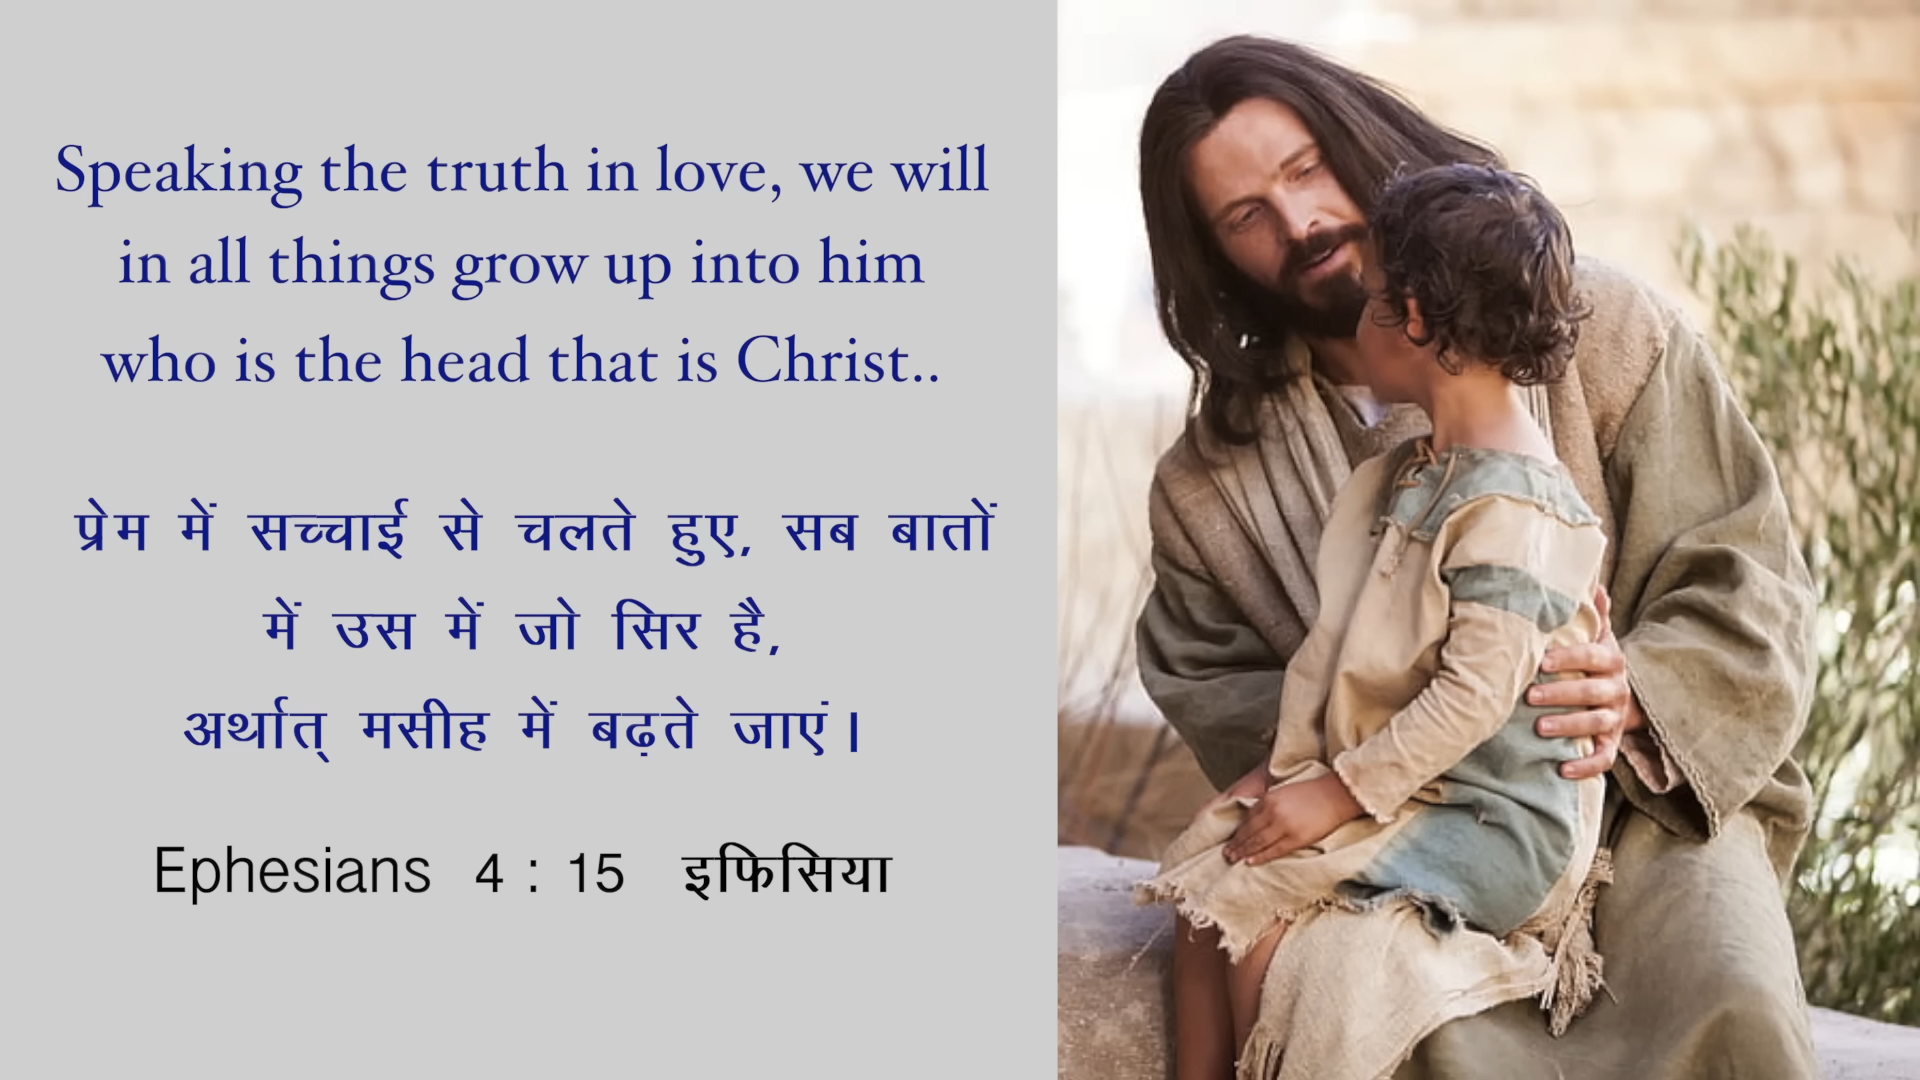 Speaking the truth in love, we will
in all things grow up into him
who is the head that is Christ..
प्रेम में सच्चाई से चलते हुए, सब बातों
में उस में जो सिर है,
अर्थात् मसीह में बढ़ते जाएं।
Ephesians 4 : 15 इफिसिया